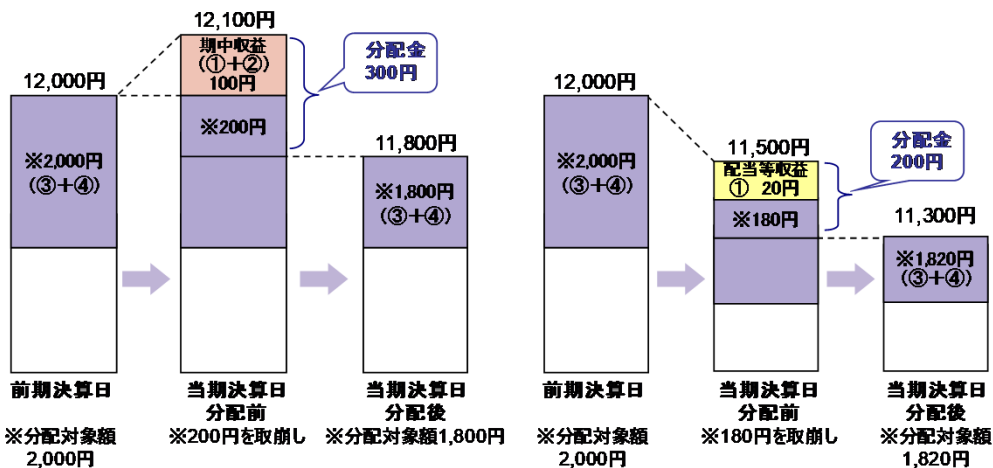 12,100円
期中収益
(①+②)
100円
分配金
300円
12,000円
※200円
※2,000円
(③+④)
11,800円
※1,800円
(③+④)
前期決算日
当期決算日
分配前
当期決算日
分配後
※分配対象額
2,000円
※200円を取崩し
※分配対象額1,800円
12,000円
※2,000円
(③+④)
11,500円
配当等収益
① 20円
※180円
分配金
200円
11,300円
※1,820円
(③+④)
前期決算日
当期決算日
分配前
当期決算日
分配後
※分配対象額
2,000円
※180円を取崩し
※分配対象額
1,820円